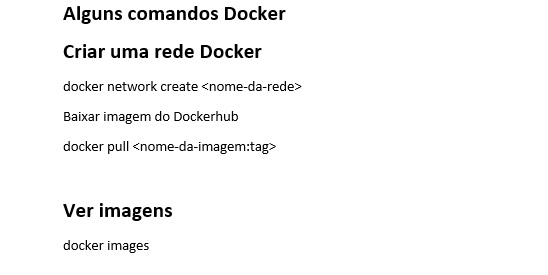 Alguns comandos Docker
Criar uma rede Docker
docker network create <nome-da-rede>
Baixar imagem do Dockerhub
docker pull <nome-da-imagem:tag>
Ver imagens
docker images